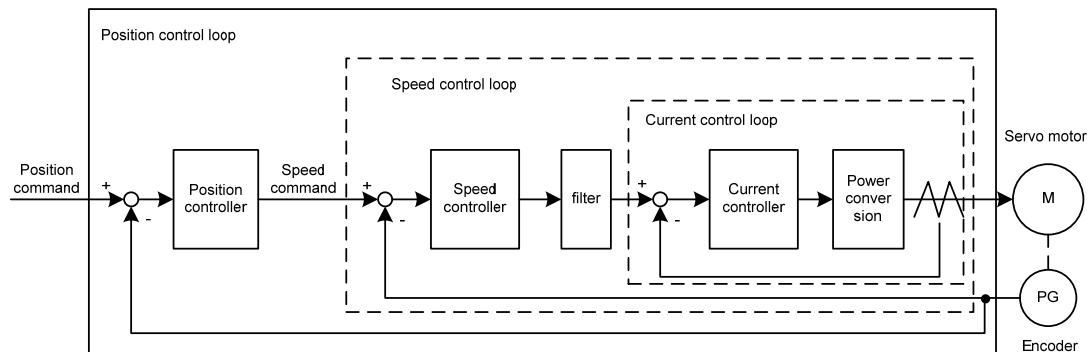 Position control loop
Speed control loop
Current control loop
Servo motor
Position
command
+
-
Position
controller
Speed
command
+
-
Speed
controller
filter
+
-
Current
controller
Power
conver
sion
M
PG
Encoder